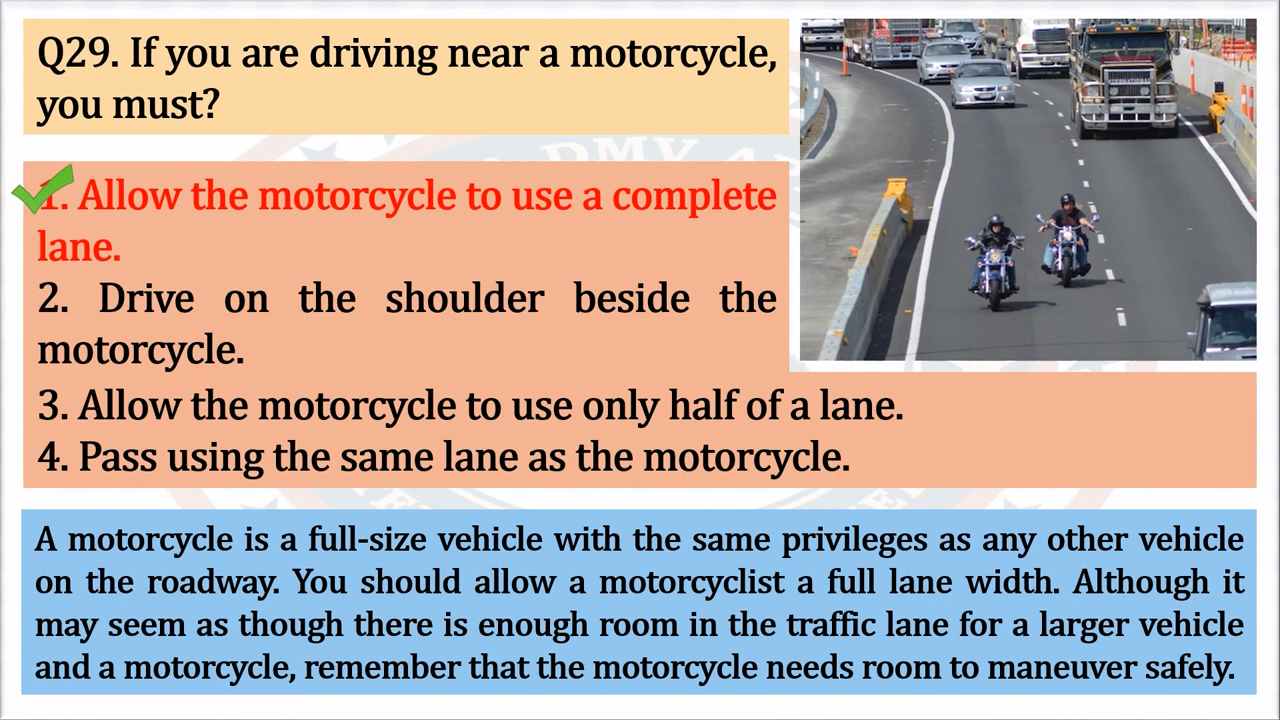 Q29. If you are driving near a motorcycle,
you must?
1. Allow the motorcycle to use a complete
lane.
2. Drive on the shoulder beside the
motorcycle.
3. Allow the motorcycle to use only half of a lane.
4. Pass using the same lane as the motorcycle.
A motorcycle is a full-size vehicle with the same privileges as any other vehicle
on the roadway. You should allow a motorcyclist a full lane width. Although it
may seem as though there is enough room in the traffic lane for a larger vehicle
and a motorcycle, remember that the motorcycle needs room to maneuver safely.